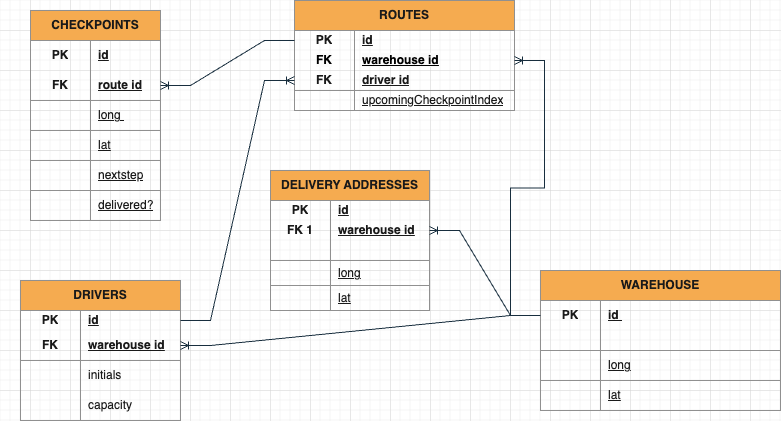 CHECKPOINTS
PK id
FK route id
long
lat
nextstep
delivered?
ROUTES
PK id
FK warehouse id
FK driver id
upcomingCheckpointIndex
DELIVERY ADDRESSES
PK id
FK 1 warehouse id
long
lat
DRIVERS
PK id
FK warehouse id
initials
capacity
WAREHOUSE
PK id
long
lat